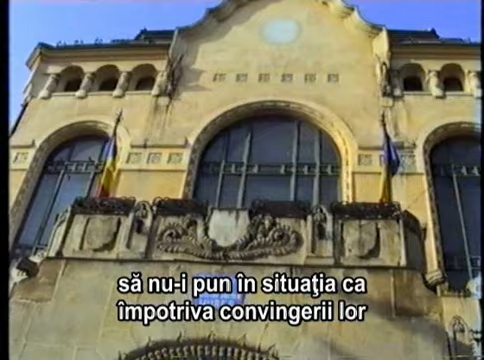 să nu-i pun în situaţia ca
împotriva convingerii lor